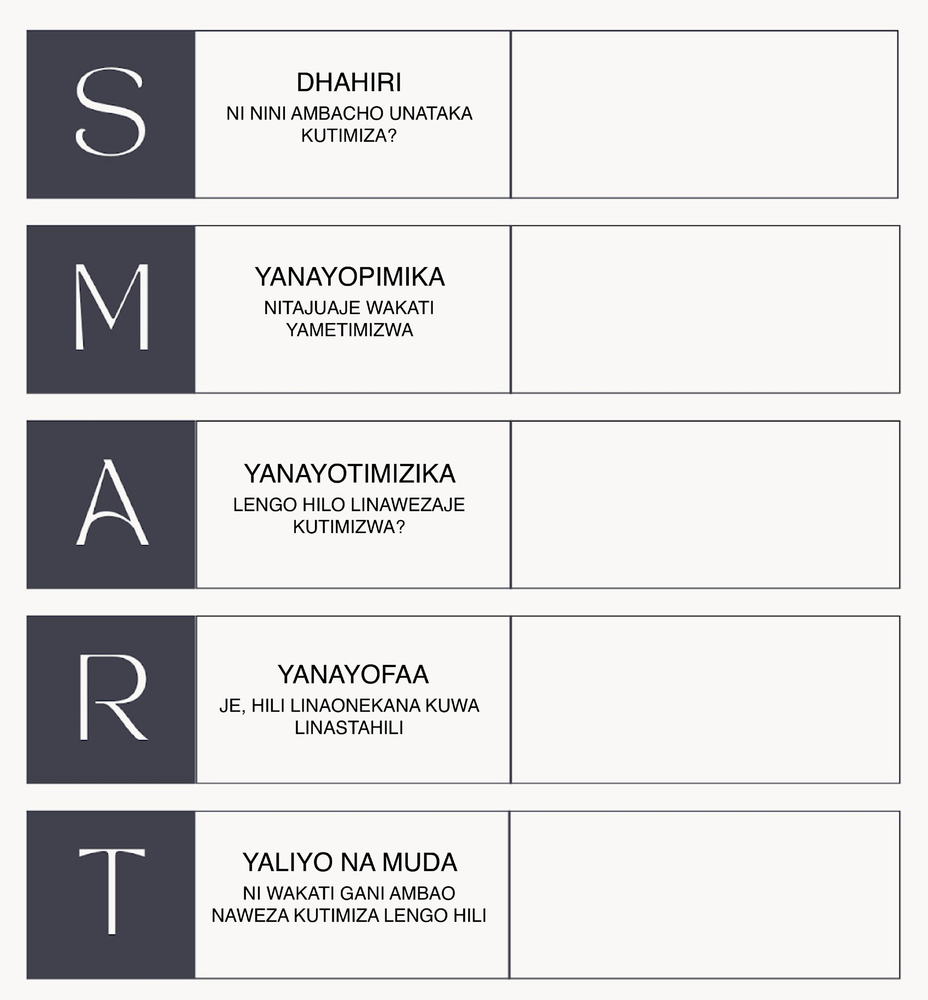 S
DHAHIRI
NI NINI AMBACHO UNATAKA
KUTIMIZA?
M
YANAYOPIMIKA
NITAJUAJE WAKATI
YAMETIMIZWA
A
YANAYOTIMIZIKA
LENGO HILO LINAWEZAJE
KUTIMIZWA?
R
YANAYOFAA
JE, HILI LINAONEKANA KUWA
LINASTAHILI
T
YALIYO NA MUDA
NI WAKATI GANI AMBAO
NAWEZA KUTIMIZA LENGO HILI